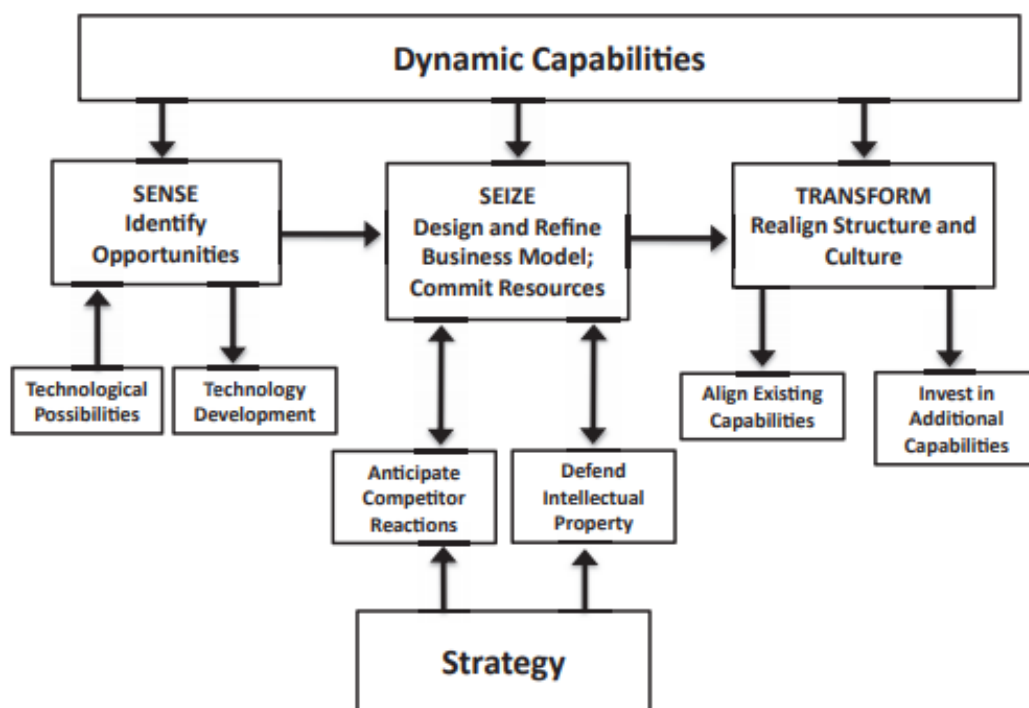 Dynamic Capabilities
SENSE
Identify
Opportunities
SEIZE
Design and Refine
Business Model;
Commit Resources
TRANSFORM
Realign Structure and
Culture
Technological
Possibilities
Technology
Development
Align Existing
Capabilities
Invest in
Additional
Capabilities
Anticipate
Competitor
Reactions
Defend
Intellectual
Property
Strategy